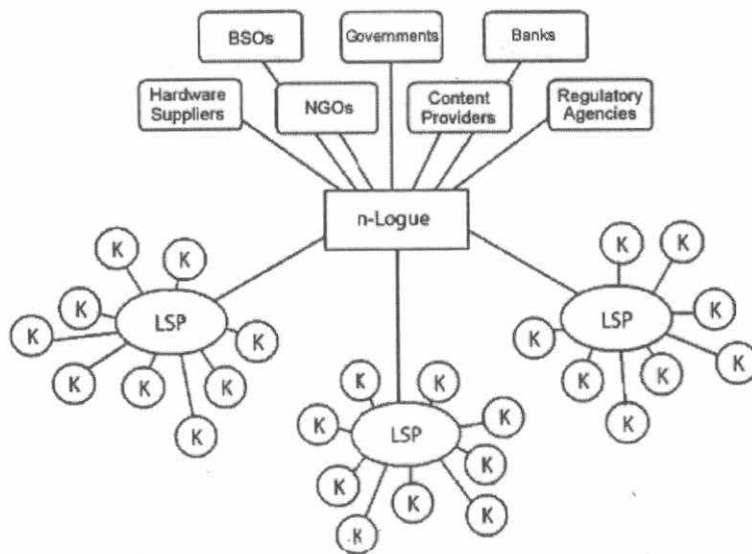 BSOs
Governments
Banks
Hardware
Suppliers
NGOs
Content
Providers
Regulatory
Agencies
n-Logue
K
K
K
K
LSP
K
K
K
K
K
K
K
LSP
K
K
K
K
K
K
K
K
K
K
LSP
K
K
K
K
K
K
K